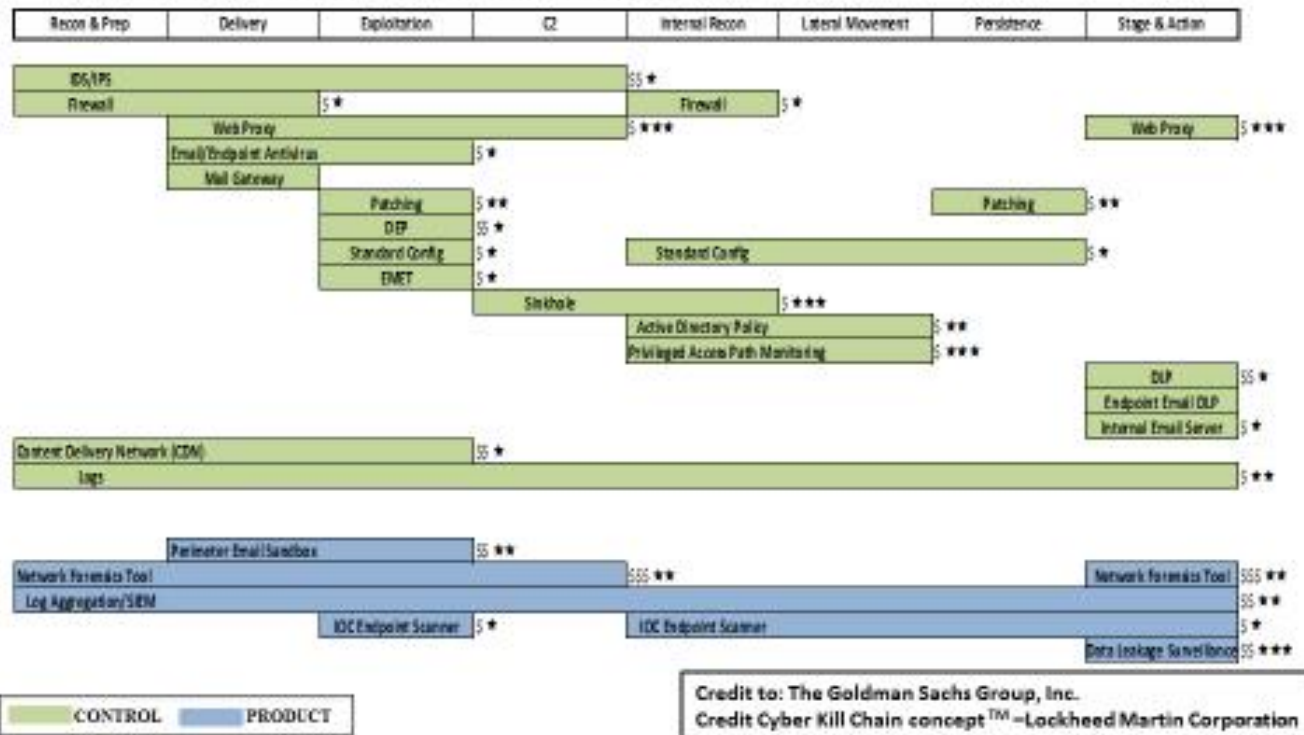 Recon & Prep Delivery Exploitation C2 Internal Recon Lateral Movement Persistence Stage & Action
IDS/IPS $$ ★
Firewall $ ★ Firewall $ ★
Web Proxy $ ★★★ Web Proxy $ ★★★
Email/Endpoint Antivirus $ ★
Mail Gateway
Patching $ ★★ Patching $ ★★
DEP $$ ★
Standard Config $ ★ Standard Config $ ★
EMET $ ★
Sinkhole $ ★★★
Active Directory Policy $ ★★
Privileged Access Path Monitoring $ ★★★
DLP $$ ★
Endpoint Email DLP
Internal Email Server $ ★
Content Delivery Network (CDN) $$ ★
Logs $ ★★
Perimeter Email Sandbox $$ ★★
Network Forensics Tool $$$ ★★ Network Forensics Tool $$$ ★★
Log Aggregation/SIEM $$ ★★
IOC Endpoint Scanner $ ★ IOC Endpoint Scanner $ ★
Data Leakage Surveillance $$ ★★★
CONTROL PRODUCT
Credit to: The Goldman Sachs Group, Inc.
Credit Cyber Kill Chain concept™ –Lockheed Martin Corporation